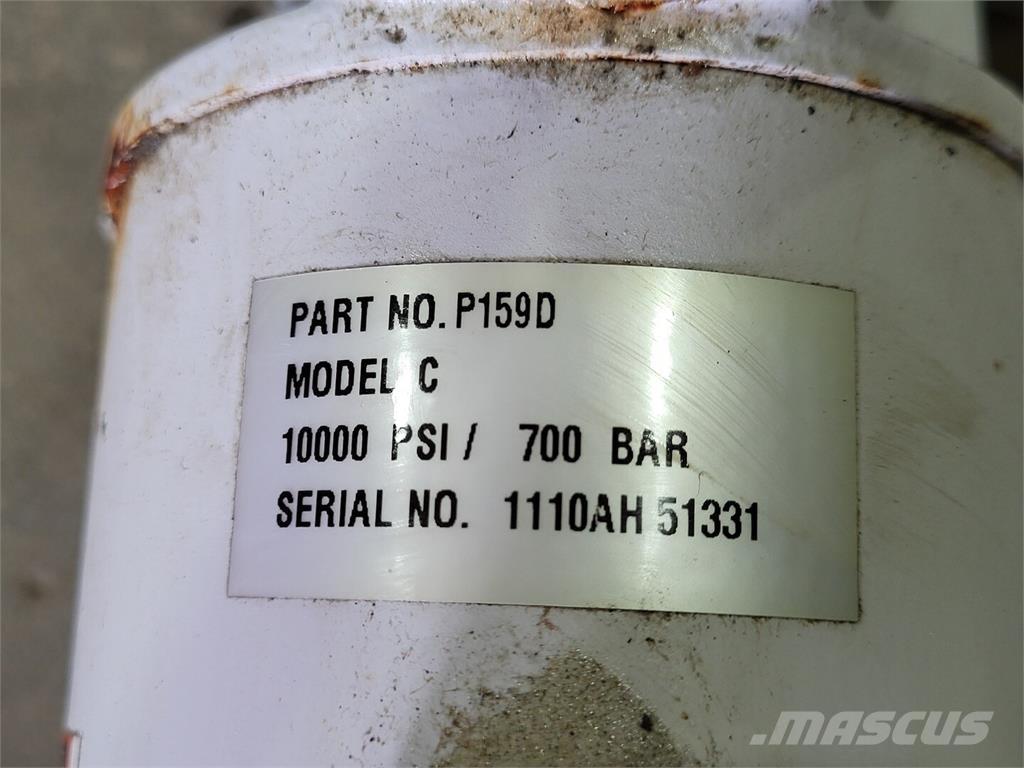 PART NO. P159D
MODEL C
10000 PSI / 700 BAR
SERIAL NO. 1110AH 51331
.MASCUS